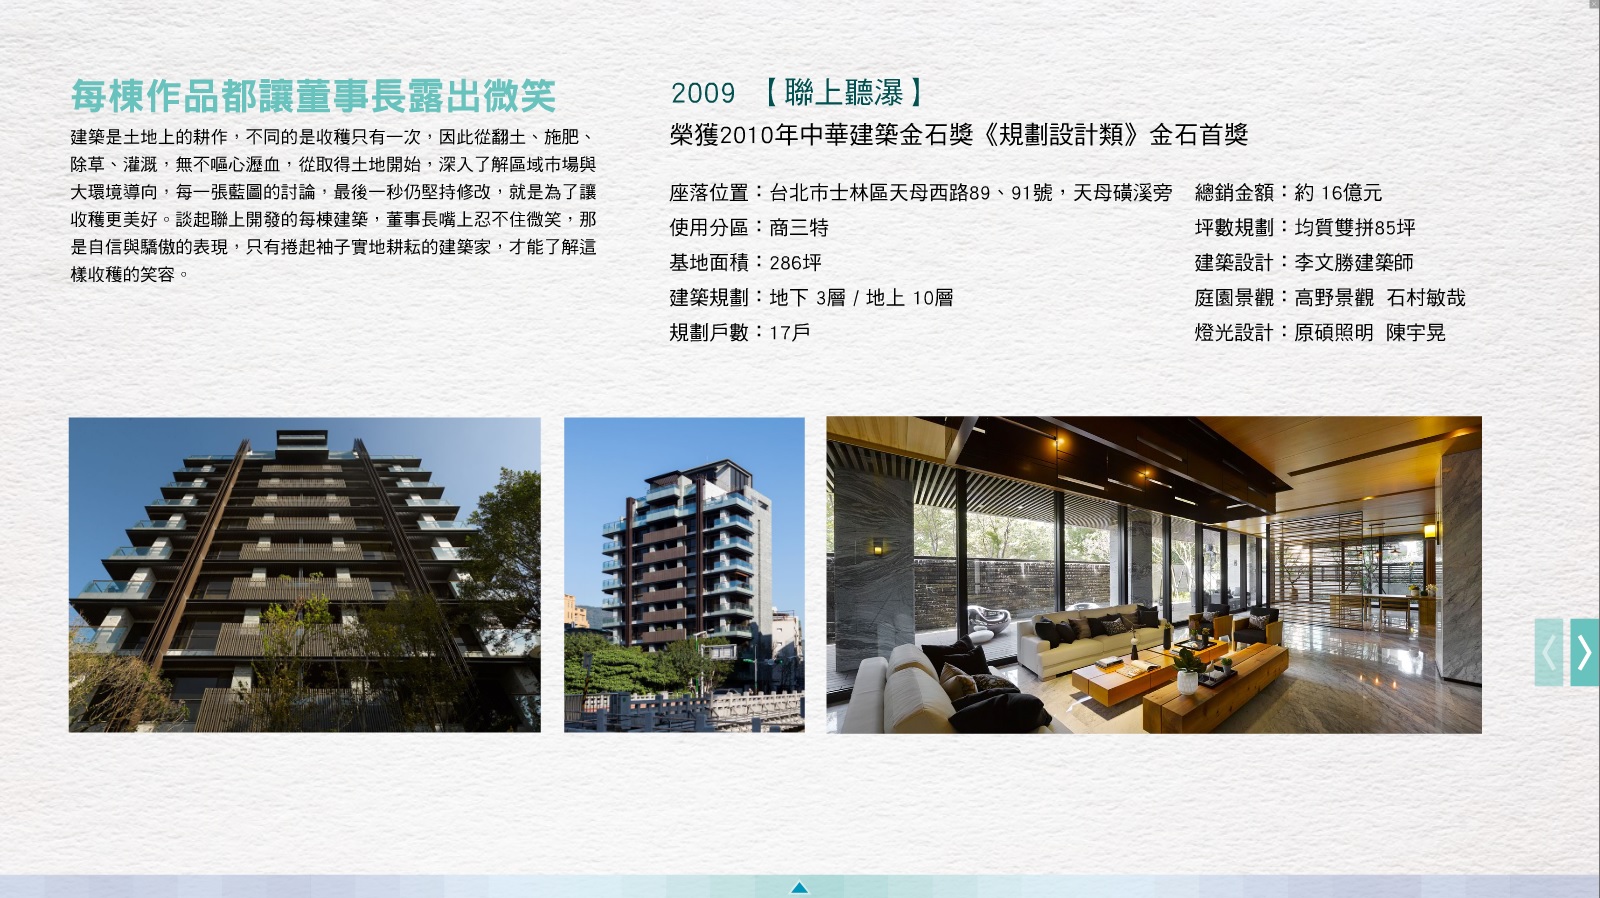 每棟作品都讓董事長露出微笑
建築是土地上的耕作，不同的是收穫只有一次，因此從翻土、施肥、
除草、灌溉，無不嘔心瀝血，從取得土地開始，深入了解區域市場與
大環境導向，每一張藍圖的討論，最後一秒仍堅持修改，就是為了讓
收穫更美好。談起聯上開發的每棟建築，董事長嘴上忍不住微笑，那
是自信與驕傲的表現，只有捲起袖子實地耕耘的建築家，才能了解這
樣收穫的笑容。
2009 【聯上聽瀑】
榮獲2010年中華建築金石獎《規劃設計類》金石首獎
座落位置：台北市士林區天母西路89、91號，天母磺溪旁
使用分區：商三特
基地面積：286坪
建築規劃：地下 3層 / 地上 10層
規劃戶數：17戶
總銷金額：約 16億元
坪數規劃：均質雙拼85坪
建築設計：李文勝建築師
庭園景觀：高野景觀 石村敏哉
燈光設計：原碩照明 陳宇晃